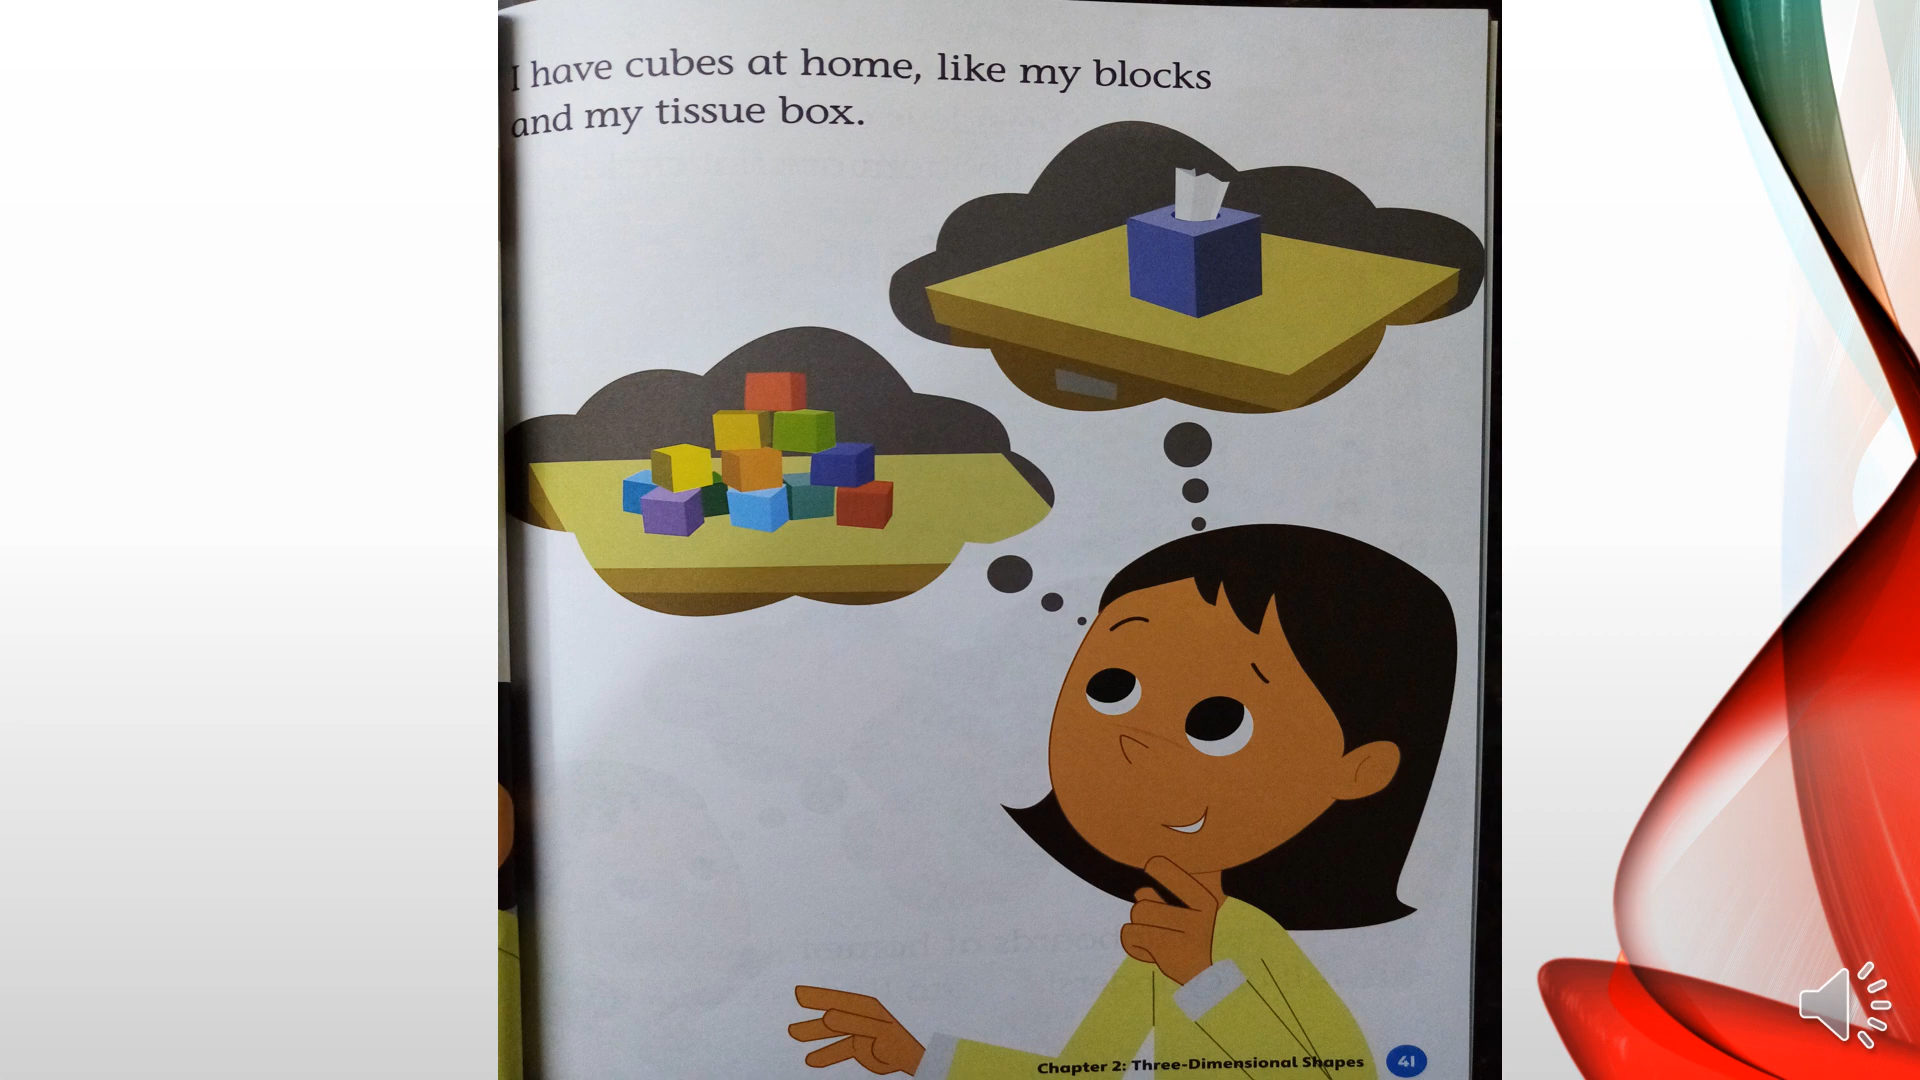 I have cubes at home, like my blocks
and my tissue box.
Chapter 2: Three-Dimensional Shapes 41